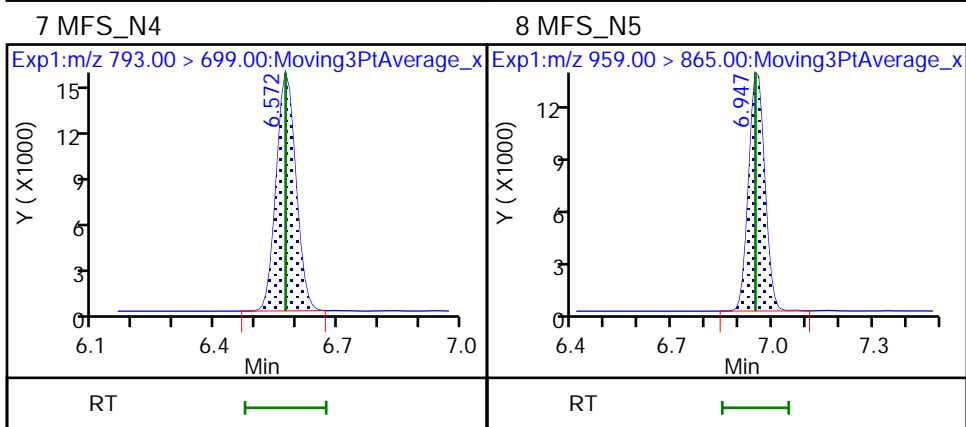 7 MFS_N4
Exp1:m/z 793.00 > 699.00:Moving3PtAverage_x
6.572
15
12
9
6
3
0
Y ( X1000)
6.1 6.4 6.7 7.0
Min
RT
8 MFS_N5
Exp1:m/z 959.00 > 865.00:Moving3PtAverage_x
6.947
12
9
6
3
0
Y ( X1000)
6.4 6.7 7.0 7.3
Min
RT